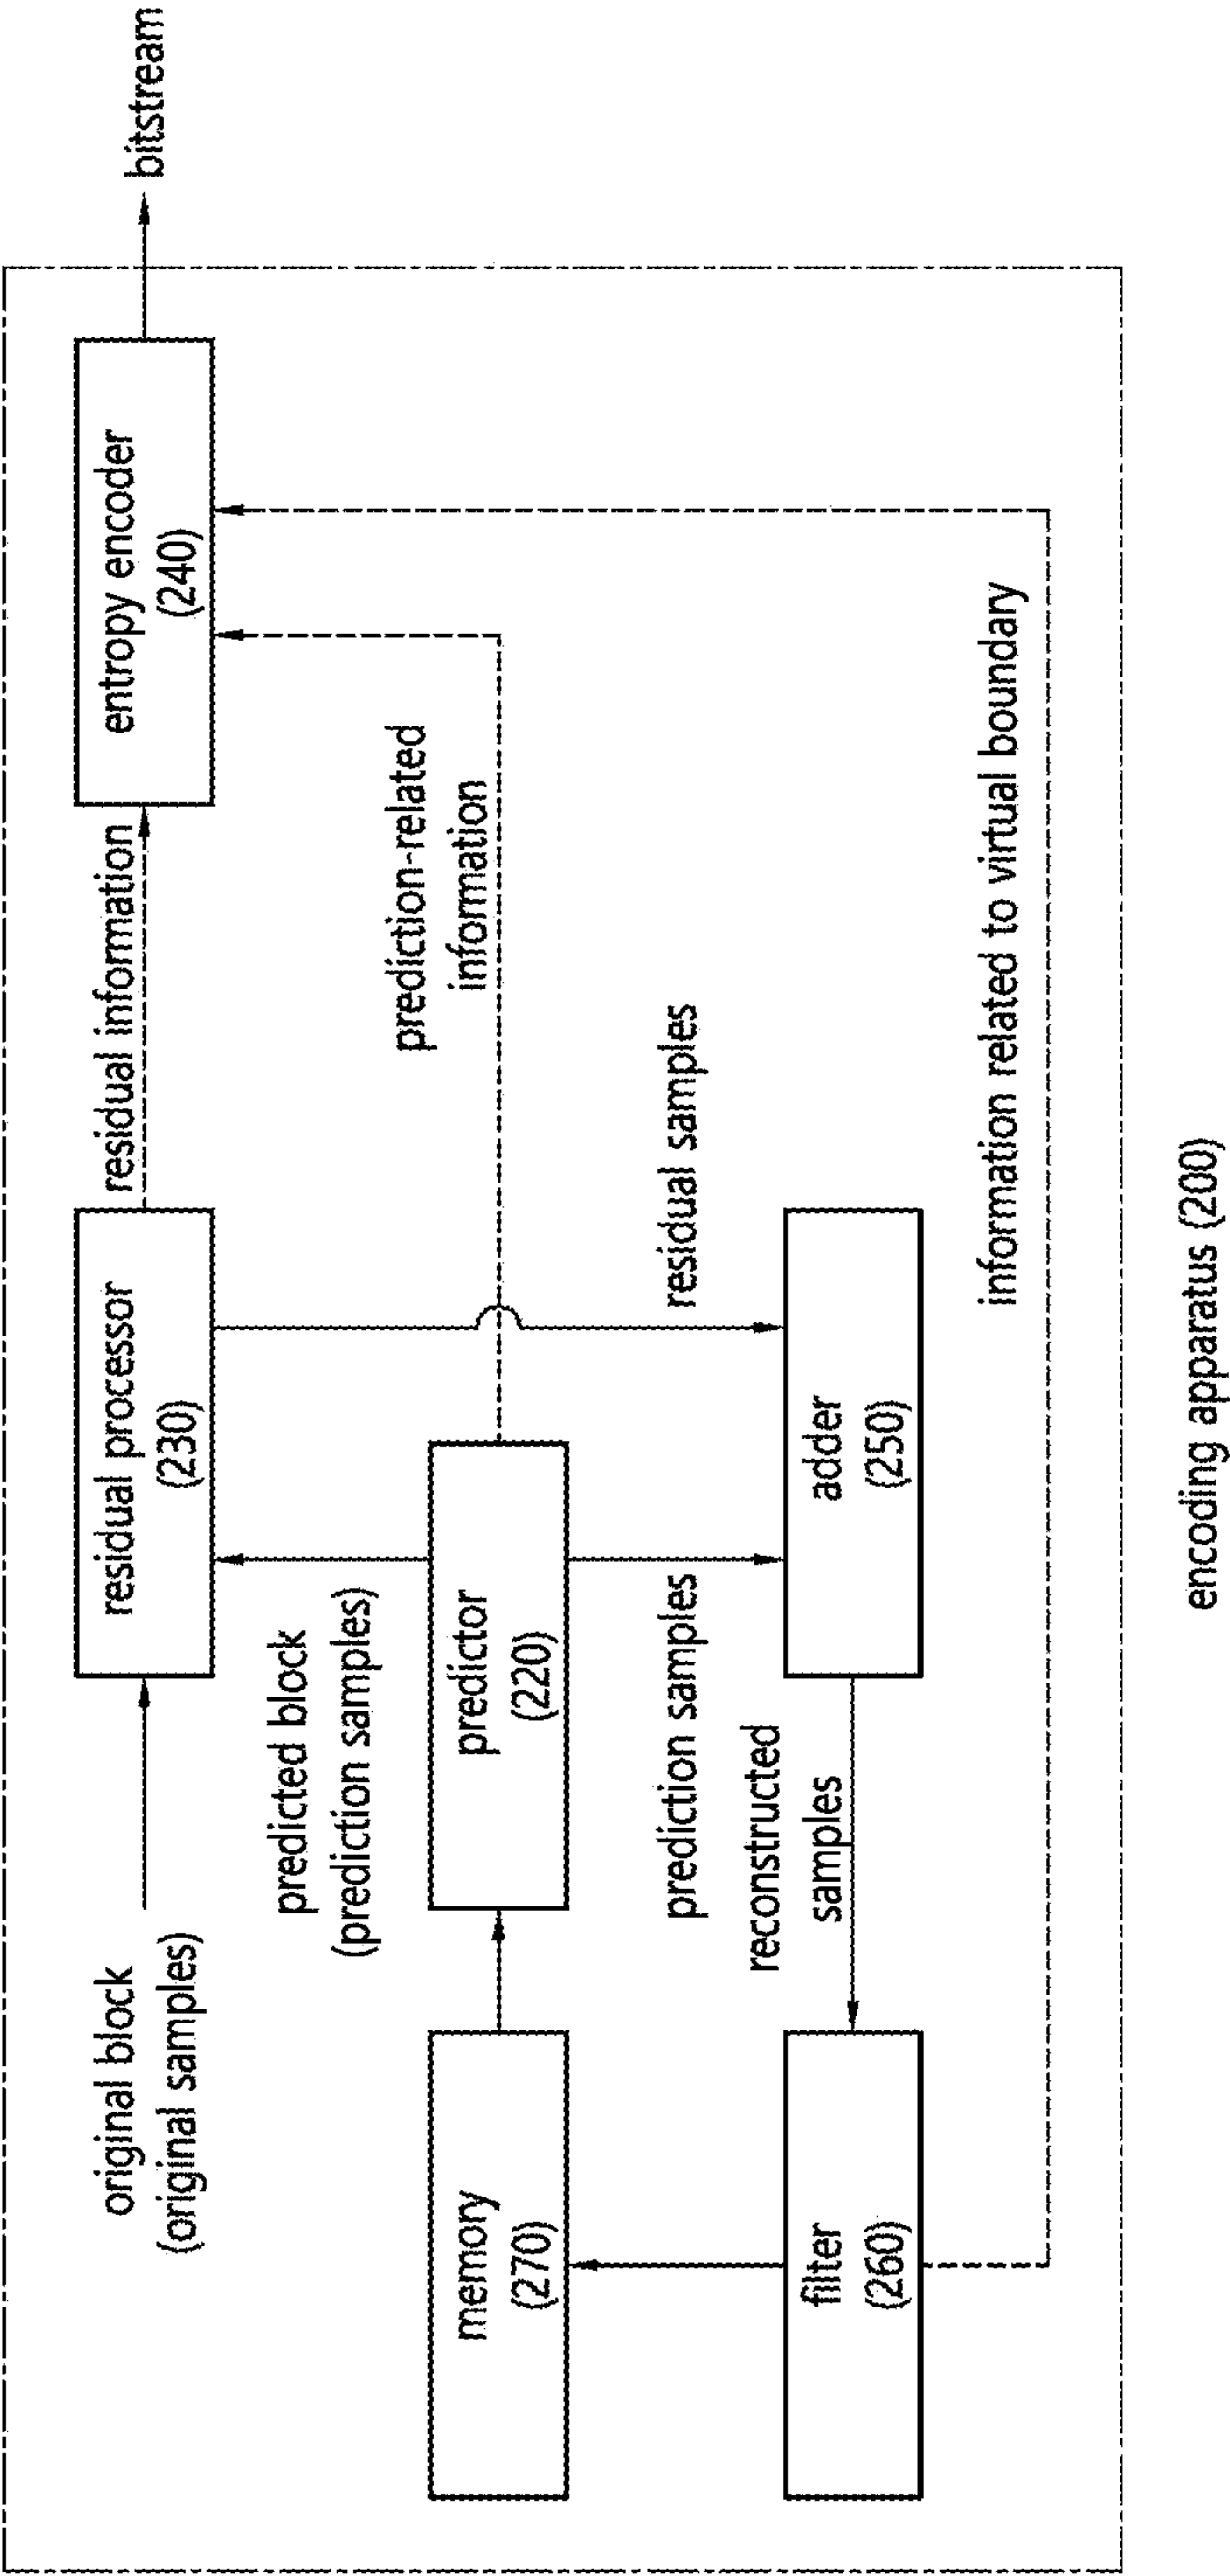 original block
(original samples)
residual processor
(230)
residual information
entropy encoder
(240)
bitstream
predicted block
(prediction samples)
prediction-related
information
memory
(270)
predictor
(220)
prediction samples
residual samples
reconstructed
samples
filter
(260)
adder
(250)
information related to virtual boundary
encoding apparatus (200)